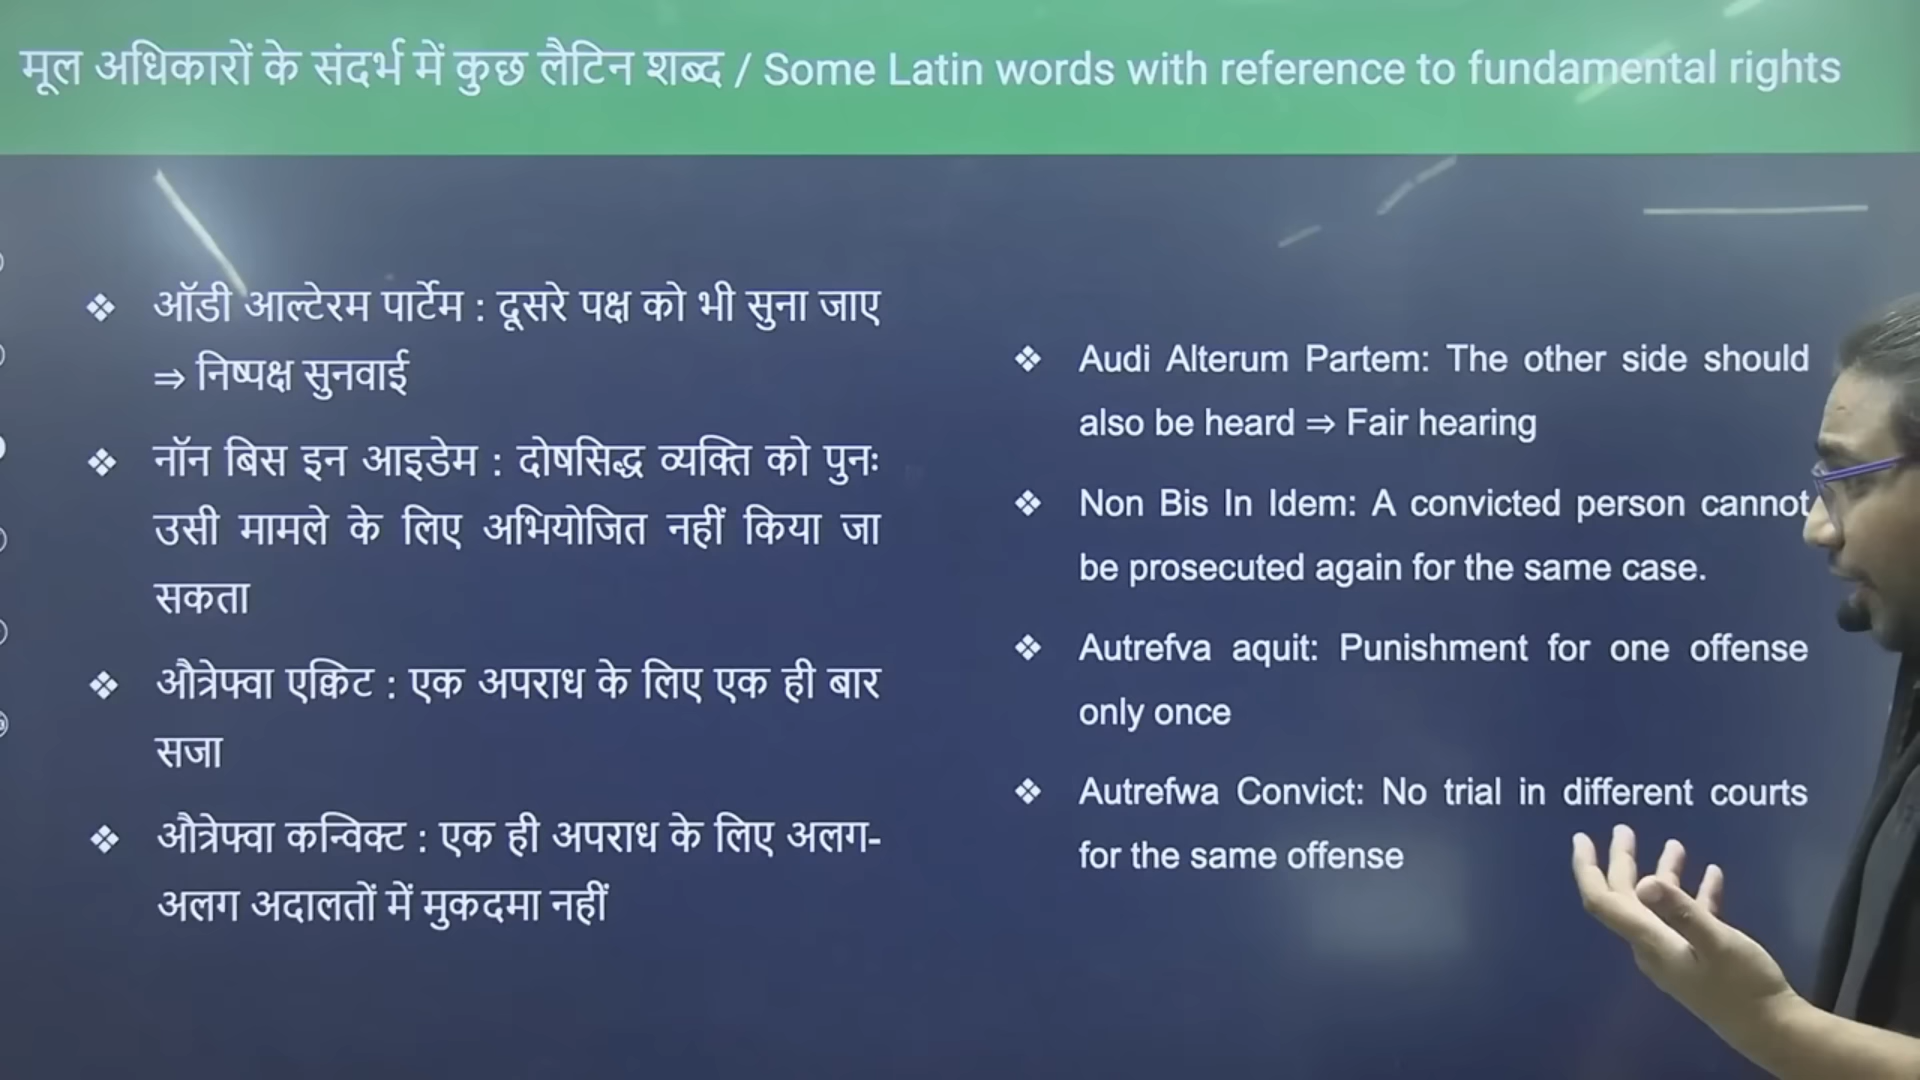 मूल अधिकारों के संदर्भ में कुछ लैटिन शब्द / Some Latin words with reference to fundamental rights
❖ ऑडी आल्टेरम पार्टेम : दूसरे पक्ष को भी सुना जाए
⇒ निष्पक्ष सुनवाई
❖ नॉन बिस इन आइडेम : दोषसिद्ध व्यक्ति को पुनः
उसी मामले के लिए अभियोजित नहीं किया जा
सकता
❖ औत्रेफ्वा एक्विट : एक अपराध के लिए एक ही बार
सजा
❖ औत्रेफ्वा कन्विक्ट : एक ही अपराध के लिए अलग-
अलग अदालतों में मुकदमा नहीं
❖ Audi Alterum Partem: The other side should
also be heard ⇒ Fair hearing
❖ Non Bis In Idem: A convicted person cannot
be prosecuted again for the same case.
❖ Autrefva aquit: Punishment for one offense
only once
❖ Autrefwa Convict: No trial in different courts
for the same offense